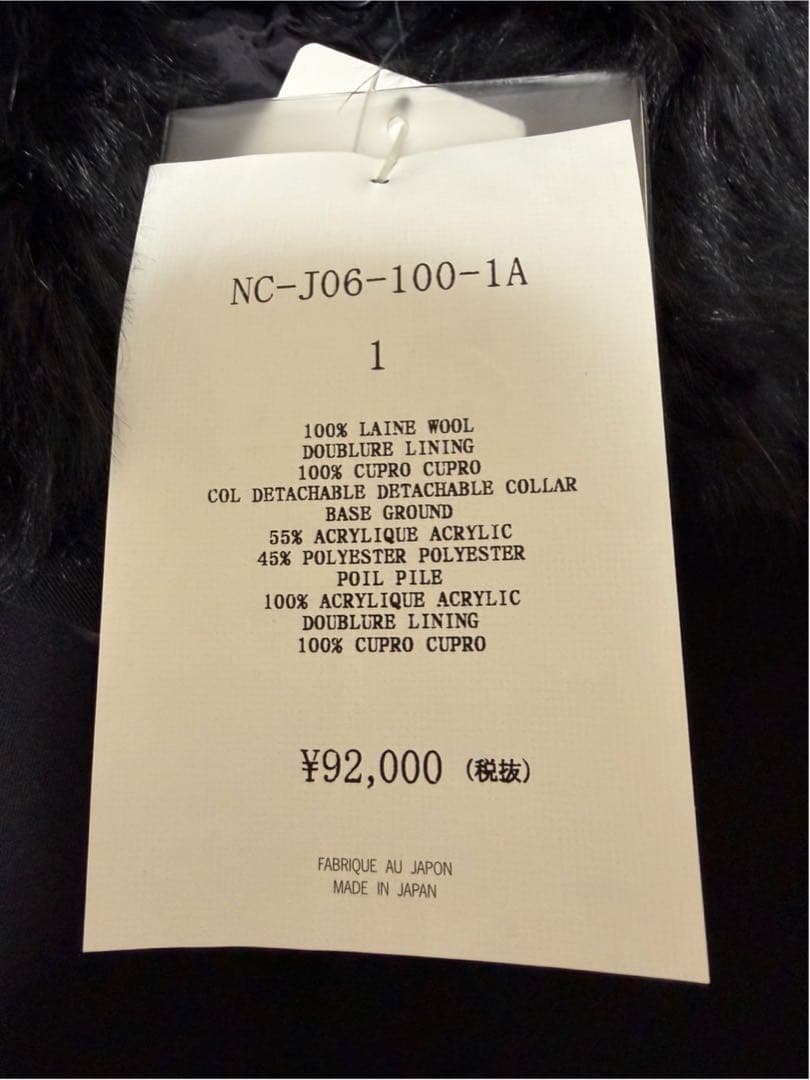 NC-J06-100-1A
1
100% LAINE WOOL
DOUBLURE LINING
100% CUPRO CUPRO
COL DETACHABLE DETACHABLE COLLAR
BASE GROUND
55% ACRYLIQUE ACRYLIC
45% POLYESTER POLYESTER
POIL PILE
100% ACRYLIQUE ACRYLIC
DOUBLURE LINING
100% CUPRO CUPRO
¥92,000 (税抜)
FABRIQUE AU JAPON
MADE IN JAPAN